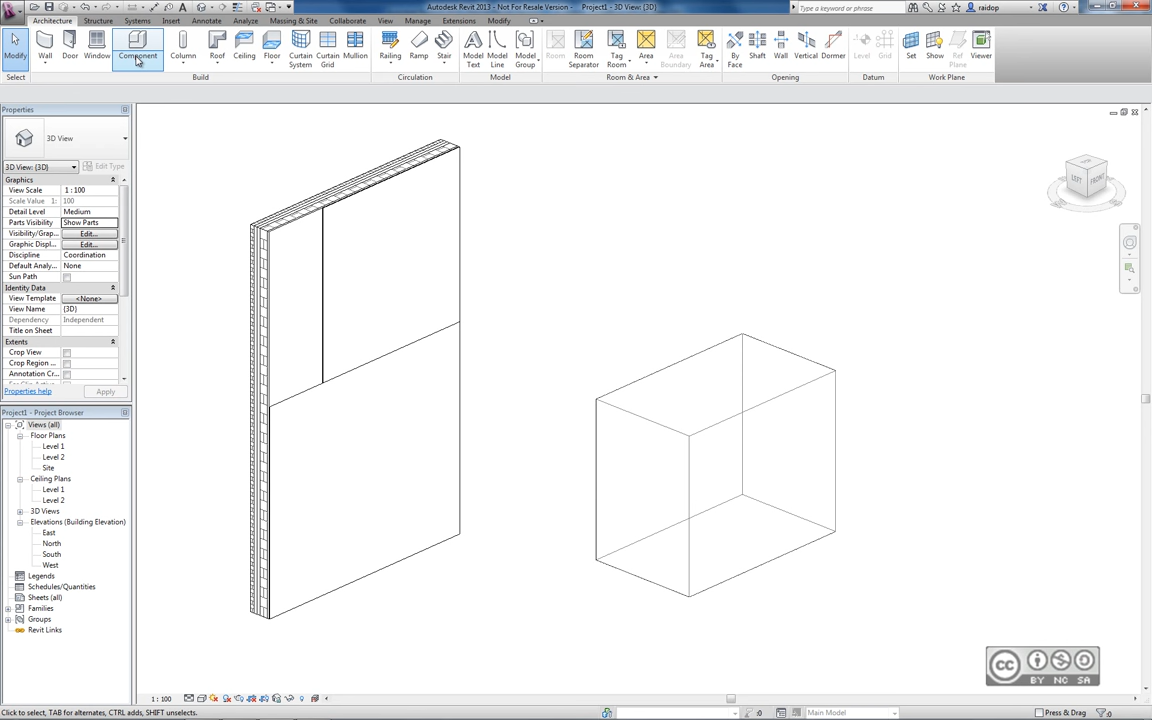 Autodesk Revit 2013 - Not For Resale Version - Project1 - 3D View: {3D}
Type a keyword or phrase
raidop
Architecture Structure Systems Insert Annotate Analyze Massing & Site Collaborate View Manage Extensions Modify
Modify Wall Door Window Component Column Roof Ceiling Floor Curtain System Curtain Grid Mullion Railing Ramp Stair Model Text Model Line Model Group Room Room Separator Tag Room Area Area Boundary Tag Area By Face Shaft Wall Vertical Dormer Level Grid Set Show Ref Plane Viewer
Select Build Circulation Model Room & Area Opening Datum Work Plane
Properties
3D View
3D View: {3D} Edit Type
Graphics
View Scale 1 : 100
Scale Value 1: 100
Detail Level Medium
Parts Visibility Show Parts
Visibility/Grap... Edit...
Graphic Displ... Edit...
Discipline Coordination
Default Analy... None
Sun Path
Identity Data
View Template <None>
View Name {3D}
Dependency Independent
Title on Sheet
Extents
Crop View
Crop Region ...
Annotation Cr...
Properties help Apply
Project1 - Project Browser
Views (all)
Floor Plans
Level 1
Level 2
Site
Ceiling Plans
Level 1
Level 2
3D Views
Elevations (Building Elevation)
East
North
South
West
Legends
Schedules/Quantities
Sheets (all)
Families
Groups
Revit Links
TOP
LEFT FRONT
cc
BY NC SA
1 : 100
Click to select, TAB for alternates, CTRL adds, SHIFT unselects.
:0 Main Model Press & Drag :0